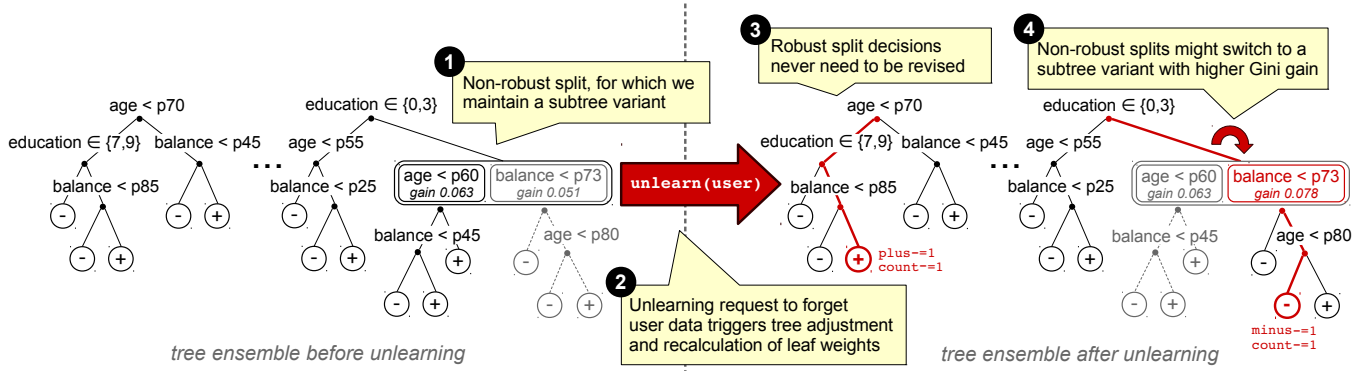 1
Non-robust split, for which we
maintain a subtree variant
age < p70
education ∈ {7,9}
balance < p45
balance < p85
-
+
-
+
...
education ∈ {0,3}
age < p55
balance < p25
-
-
+
age < p60
gain 0.063
balance < p73
gain 0.051
balance < p45
+
-
+
age < p80
-
-
+
tree ensemble before unlearning
unlearn(user)
2
Unlearning request to forget
user data triggers tree adjustment
and recalculation of leaf weights
3
Robust split decisions
never need to be revised
age < p70
education ∈ {7,9}
balance < p45
balance < p85
-
+
-
+
plus-=1
count-=1
...
4
Non-robust splits might switch to a
subtree variant with higher Gini gain
education ∈ {0,3}
age < p55
balance < p25
-
-
+
age < p60
gain 0.063
balance < p73
gain 0.078
balance < p45
+
-
+
age < p80
-
-
+
minus-=1
count-=1
tree ensemble after unlearning